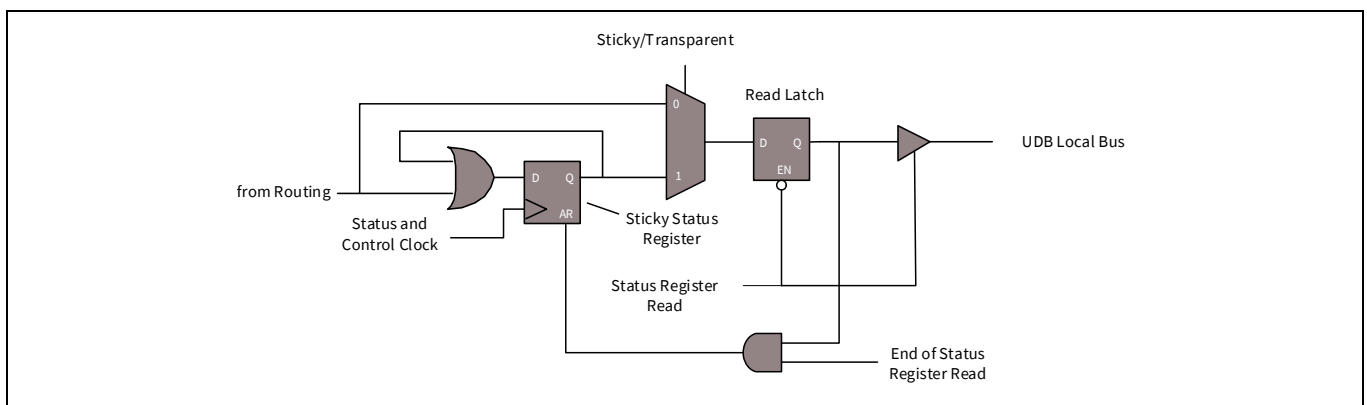 Sticky/Transparent
0
Read Latch
D Q
EN
UDB Local Bus
1
D Q
AR
from Routing
Status and
Control Clock
Sticky Status
Register
Status Register
Read
End of Status
Register Read